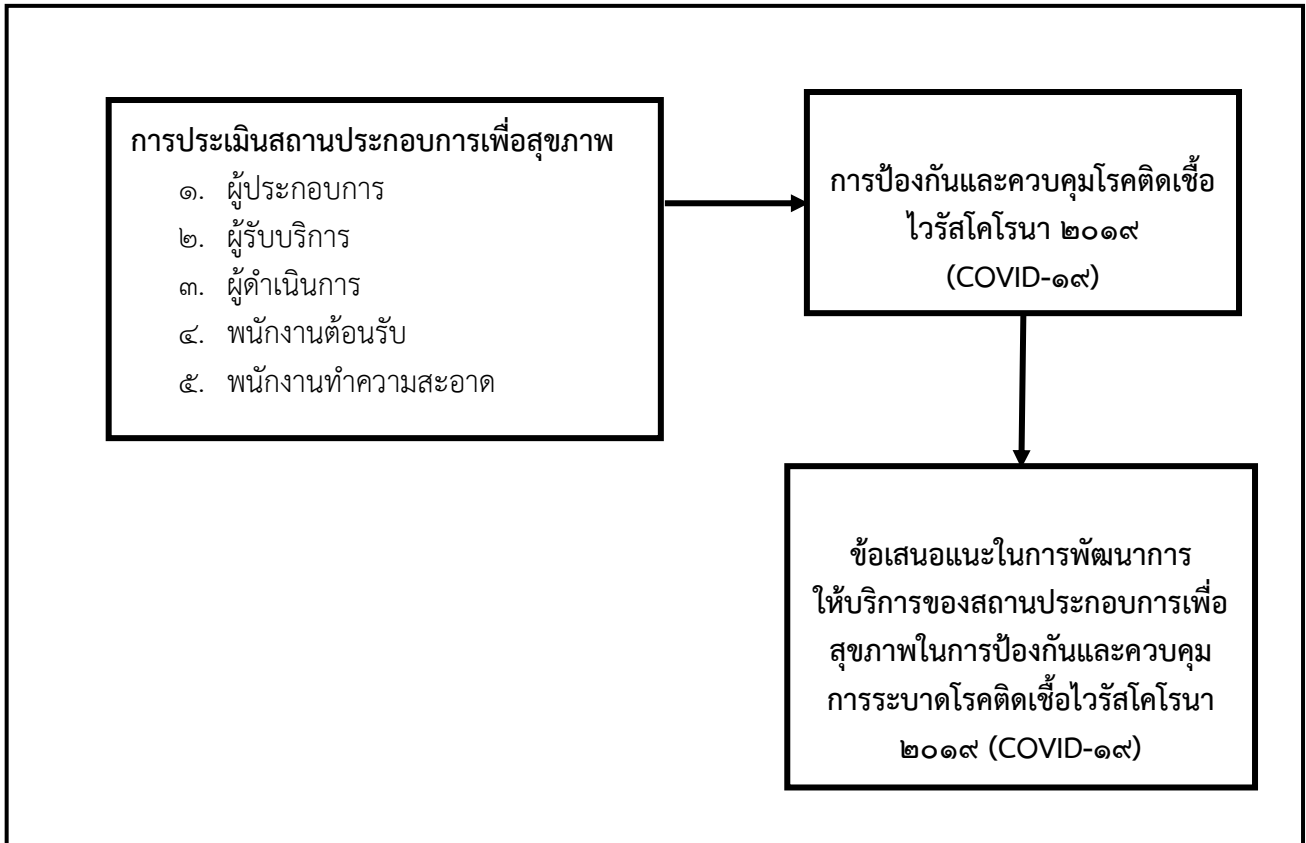 การประเมินสถานประกอบการเพื่อสุขภาพ
๑. ผู้ประกอบการ
๒. ผู้รับบริการ
๓. ผู้ดำเนินการ
๔. พนักงานต้อนรับ
๕. พนักงานทำความสะอาด
การป้องกันและควบคุมโรคติดเชื้อ
ไวรัสโคโรนา ๒๐๑๙
(COVID-๑๙)
ข้อเสนอแนะในการพัฒนาการ
ให้บริการของสถานประกอบการเพื่อ
สุขภาพในการป้องกันและควบคุม
การระบาดโรคติดเชื้อไวรัสโคโรนา
๒๐๑๙ (COVID-๑๙)